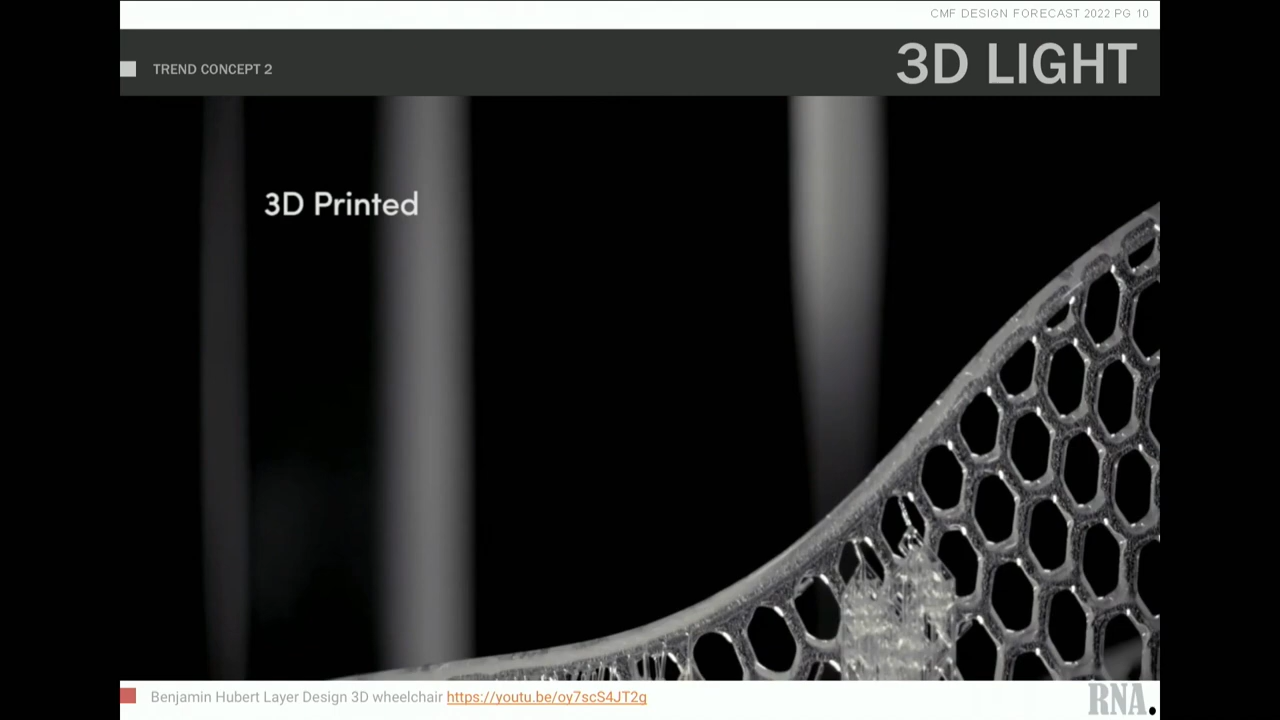 CMF DESIGN FORECAST 2022 PG 10
TREND CONCEPT 2
3D LIGHT
3D Printed
Benjamin Hubert Layer Design 3D wheelchair https://youtu.be/oy7scS4JT2g
RNA.